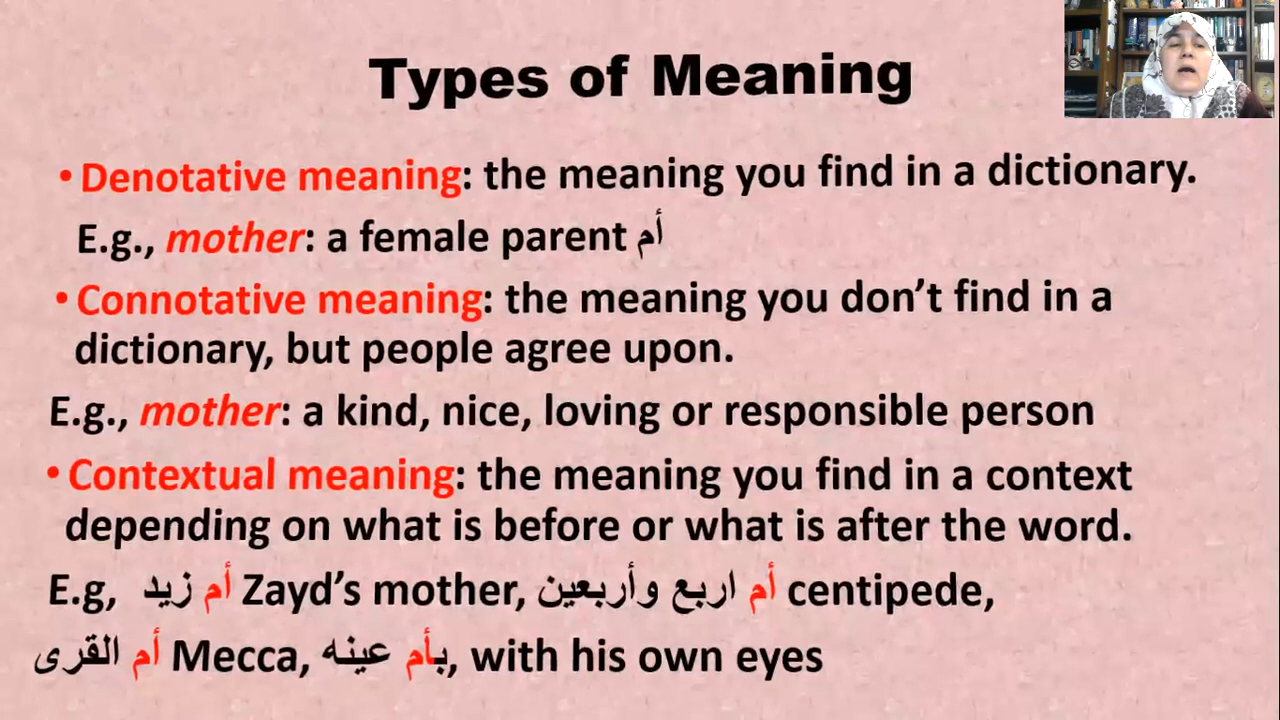 Types of Meaning
• Denotative meaning: the meaning you find in a dictionary.
E.g., mother: a female parent أم
• Connotative meaning: the meaning you don’t find in a
dictionary, but people agree upon.
E.g., mother: a kind, nice, loving or responsible person
• Contextual meaning: the meaning you find in a context
depending on what is before or what is after the word.
E.g, أم زيد Zayd’s mother, أم اربع وأربعين centipede,
أم القرى Mecca, بأم عينه, with his own eyes